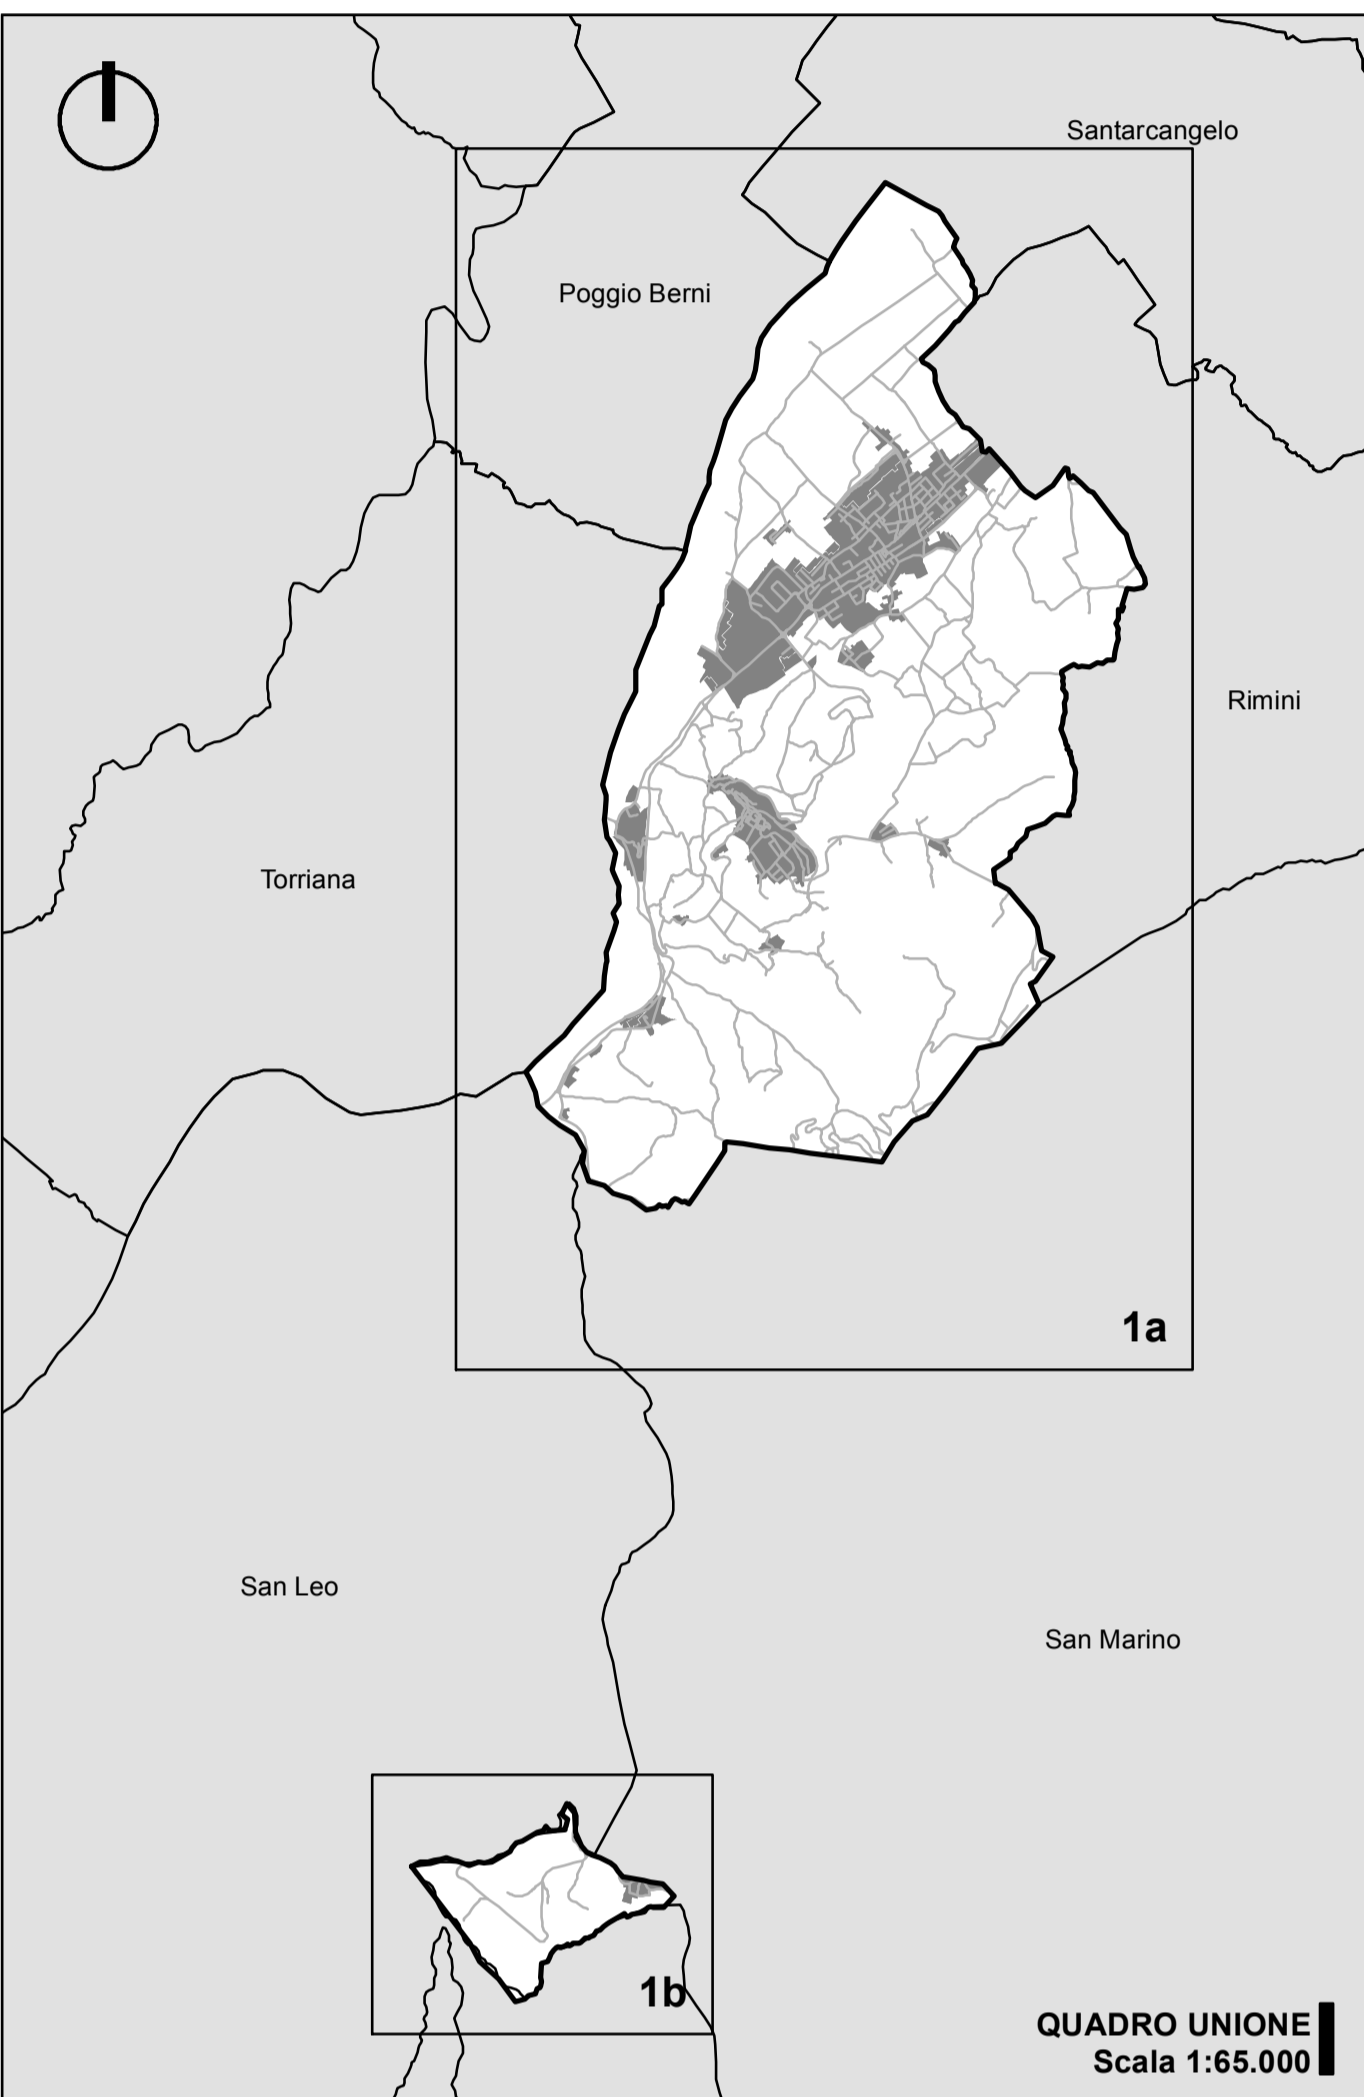 Santarcangelo
Poggio Berni
Rimini
Torriana
1a
San Leo
San Marino
1b
QUADRO UNIONE
Scala 1:65.000